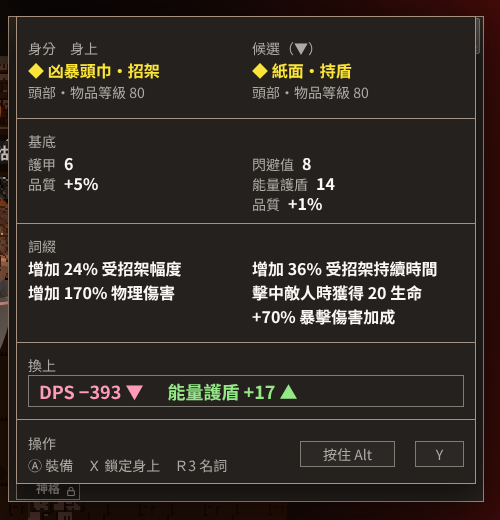 身分　身上
◆ 凶暴頭巾・招架
頭部・物品等級 80
候選（▼）
◆ 紙面・持盾
頭部・物品等級 80
基底
護甲 6
品質 +5%
閃避值 8
能量護盾 14
品質 +1%
詞綴
增加 24% 受招架幅度
增加 170% 物理傷害
增加 36% 受招架持續時間
擊中敵人時獲得 20 生命
+70% 暴擊傷害加成
換上
DPS −393 ▼　能量護盾 +17 ▲
操作
Ⓐ 裝備　X 鎖定身上　R3 名詞
按住 Alt
Y
神格